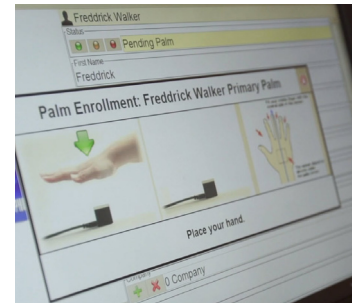 Freddrick Walker
Status
Pending Palm
First Name
Freddrick
Palm Enrollment: Freddrick Walker Primary Palm
Place your hand.
Company
0 Company